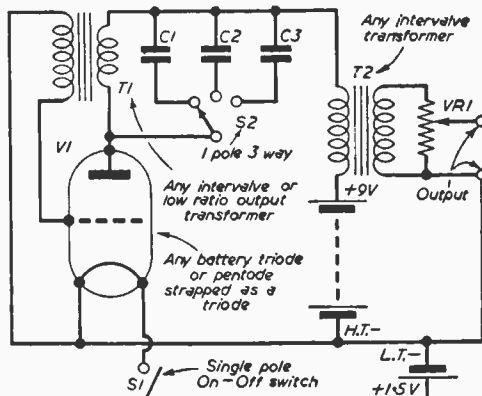 C1
C2
C3
Any intervalve
transformer
T1
S2
1 pole 3 way
T2
VR1
V1
+9V
Output
Any intervalve or
low ratio output
transformer
Any battery triode
or pentode
strapped as a
triode
H.T.-
L.T.-
Single pole
On-Off switch
S1
+1·5V